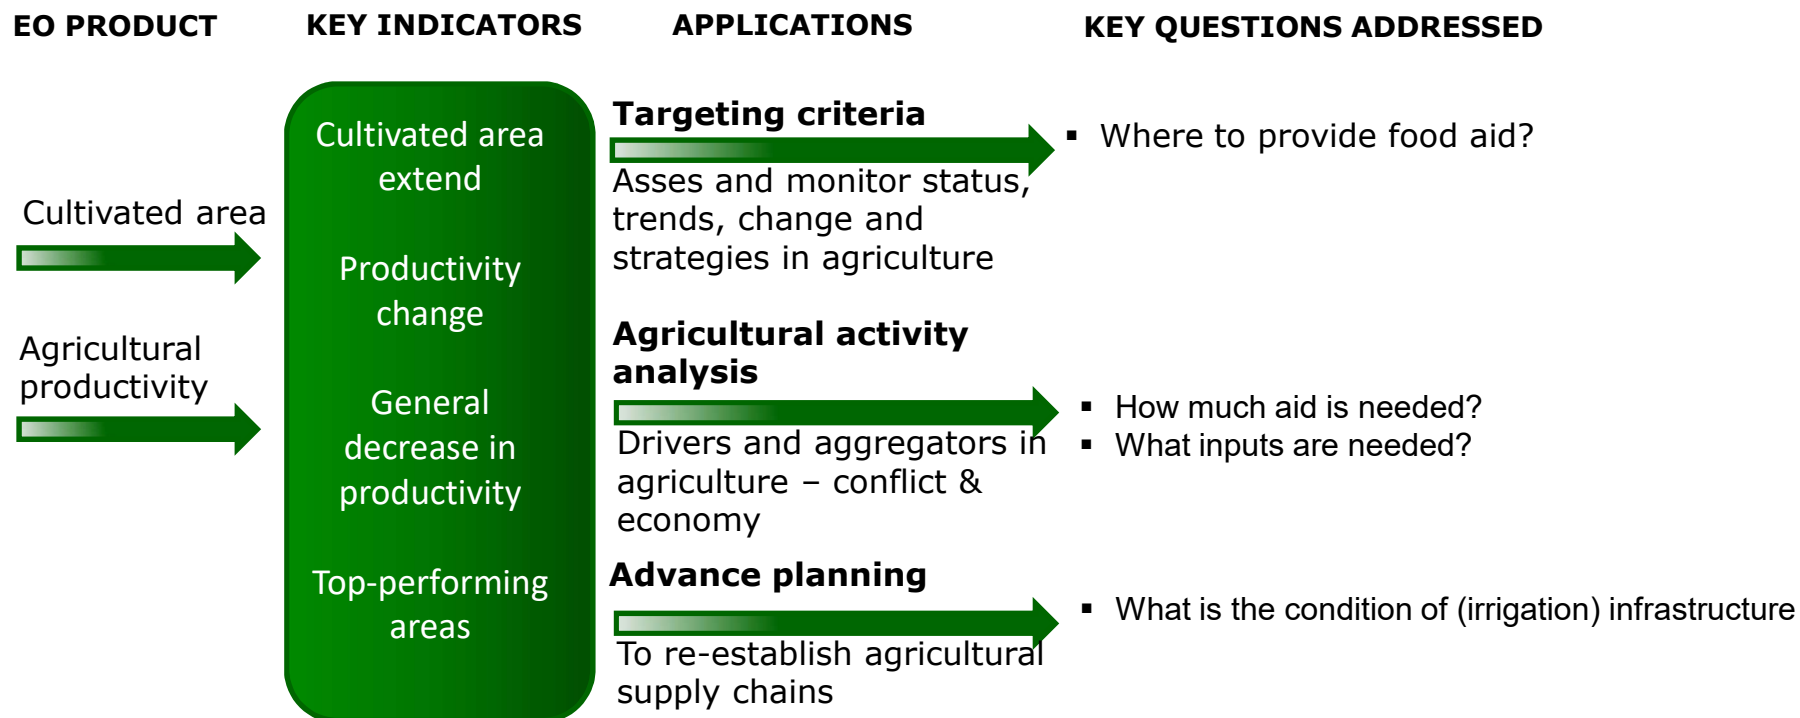 EO PRODUCT
KEY INDICATORS
APPLICATIONS
KEY QUESTIONS ADDRESSED
Cultivated area
Agricultural
productivity
Cultivated area
extend
Productivity
change
General
decrease in
productivity
Top-performing
areas
Targeting criteria
Asses and monitor status,
trends, change and
strategies in agriculture
▪ Where to provide food aid?
Agricultural activity
analysis
Drivers and aggregators in
agriculture – conflict &
economy
▪ How much aid is needed?
▪ What inputs are needed?
Advance planning
To re-establish agricultural
supply chains
▪ What is the condition of (irrigation) infrastructure